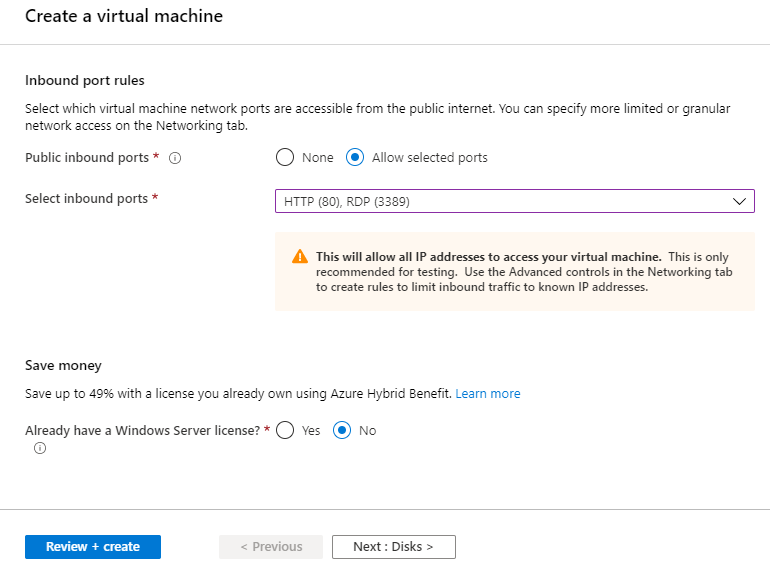 Create a virtual machine
Inbound port rules
Select which virtual machine network ports are accessible from the public internet. You can specify more limited or granular
network access on the Networking tab.
Public inbound ports *
None
Allow selected ports
Select inbound ports *
HTTP (80), RDP (3389)
This will allow all IP addresses to access your virtual machine. This is only
recommended for testing. Use the Advanced controls in the Networking tab
to create rules to limit inbound traffic to known IP addresses.
Save money
Save up to 49% with a license you already own using Azure Hybrid Benefit. Learn more
Already have a Windows Server license? *
Yes
No
Review + create
< Previous
Next : Disks >